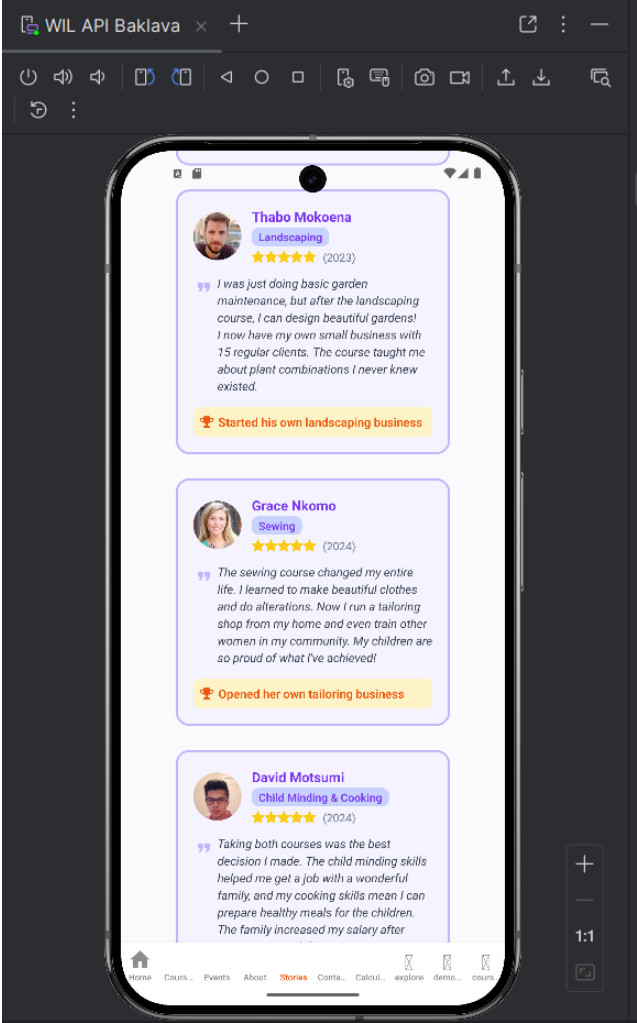 WIL API Baklava
Thabo Mokoena
Landscaping
(2023)
I was just doing basic garden
maintenance, but after the landscaping
course, I can design beautiful gardens!
I now have my own small business with
15 regular clients. The course taught me
about plant combinations I never knew
existed.
Started his own landscaping business
Grace Nkomo
Sewing
(2024)
The sewing course changed my entire
life. I learned to make beautiful clothes
and do alterations. Now I run a tailoring
shop from my home and even train other
women in my community. My children are
so proud of what I've achieved!
Opened her own tailoring business
David Motsumi
Child Minding & Cooking
(2024)
Taking both courses was the best
decision I made. The child minding skills
helped me get a job with a wonderful
family, and my cooking skills mean I can
prepare healthy meals for the children.
The family increased my salary after
Home Cours... Events About Stories Conta... Calcul... explore demo... cours...
1:1